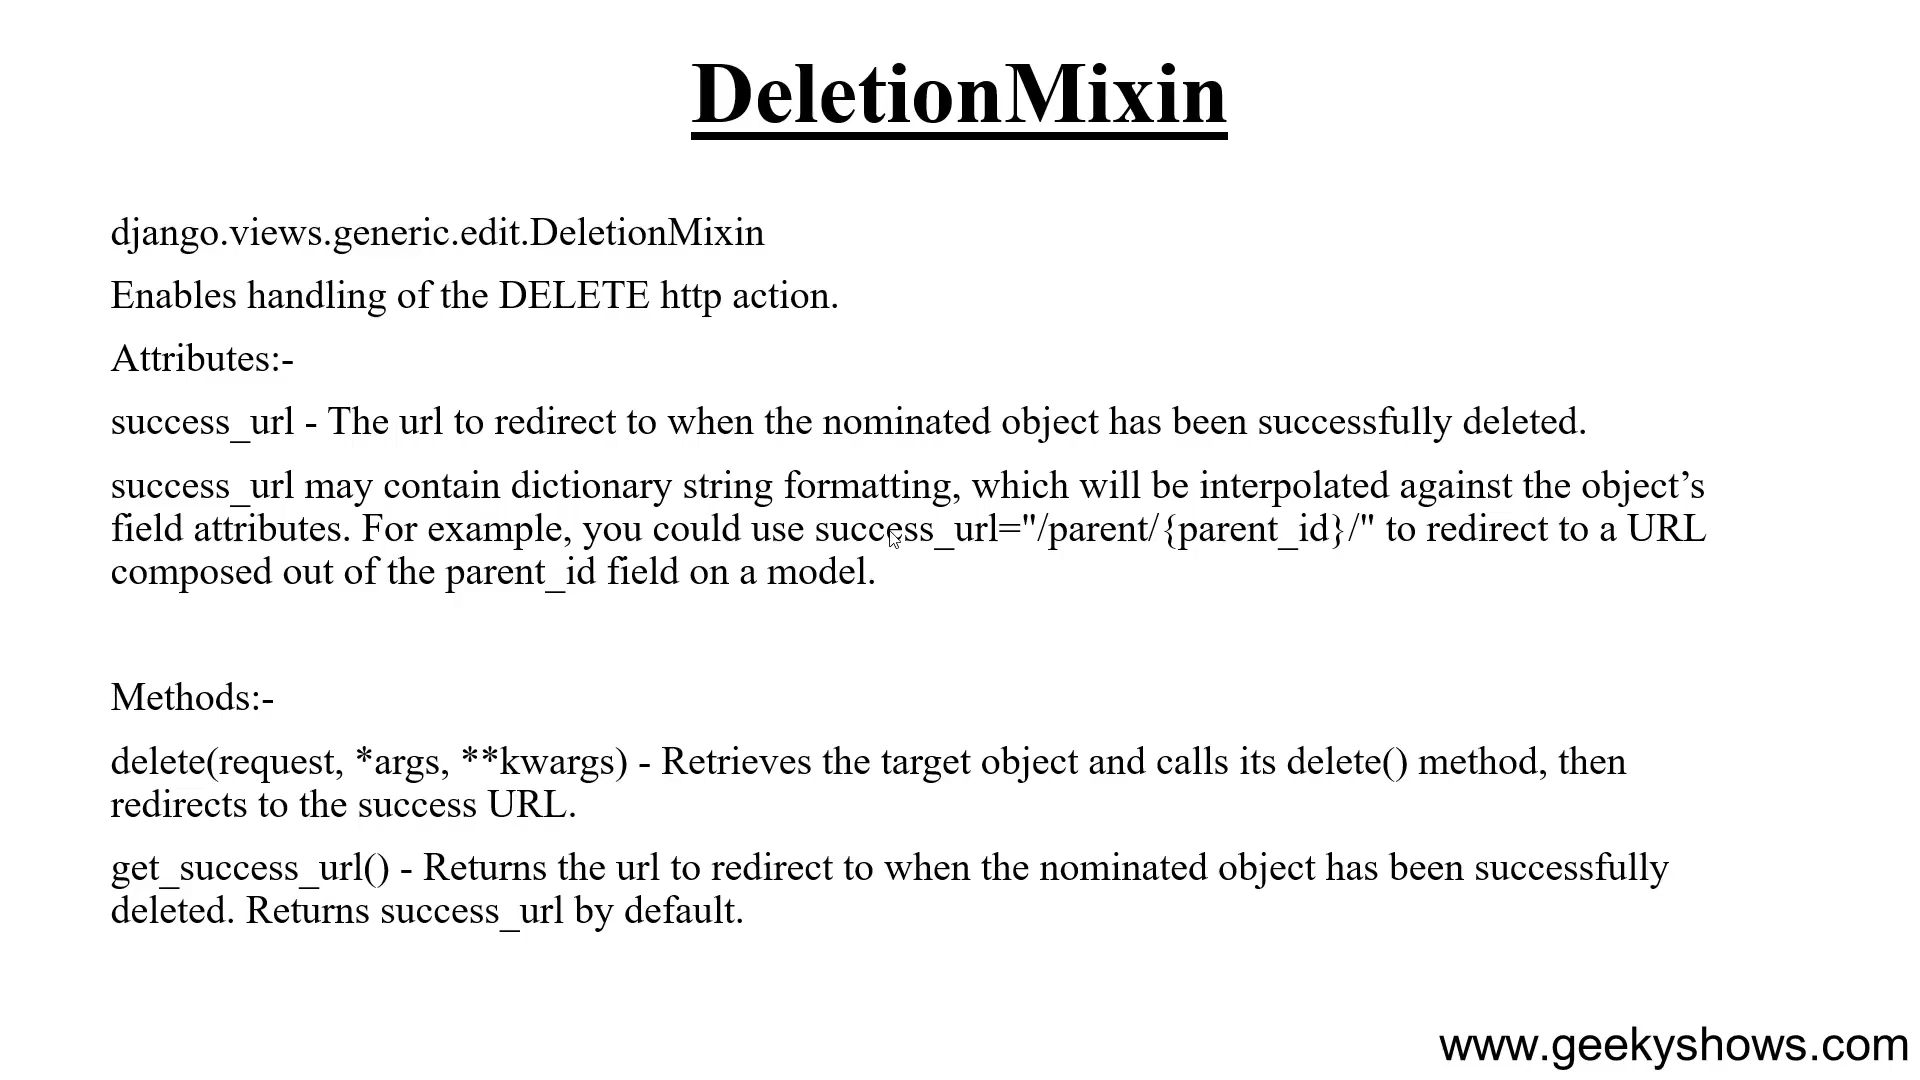 DeletionMixin
django.views.generic.edit.DeletionMixin
Enables handling of the DELETE http action.
Attributes:-
success_url - The url to redirect to when the nominated object has been successfully deleted.
success_url may contain dictionary string formatting, which will be interpolated against the object’s
field attributes. For example, you could use success_url="/parent/{parent_id}/" to redirect to a URL
composed out of the parent_id field on a model.
Methods:-
delete(request, *args, **kwargs) - Retrieves the target object and calls its delete() method, then
redirects to the success URL.
get_success_url() - Returns the url to redirect to when the nominated object has been successfully
deleted. Returns success_url by default.
www.geekyshows.com